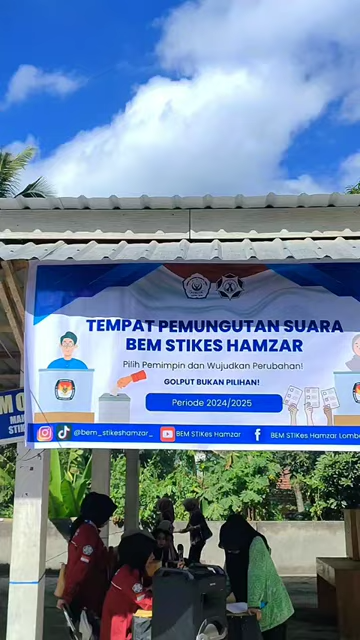 TEMPAT PEMUNGUTAN SUARA
BEM STIKES HAMZAR
Pilih Pemimpin dan Wujudkan Perubahan!
GOLPUT BUKAN PILIHAN!
Periode 2024/2025
@bem_stikeshamzar_
BEM STIKes Hamzar
BEM STIKes Hamzar Lombo